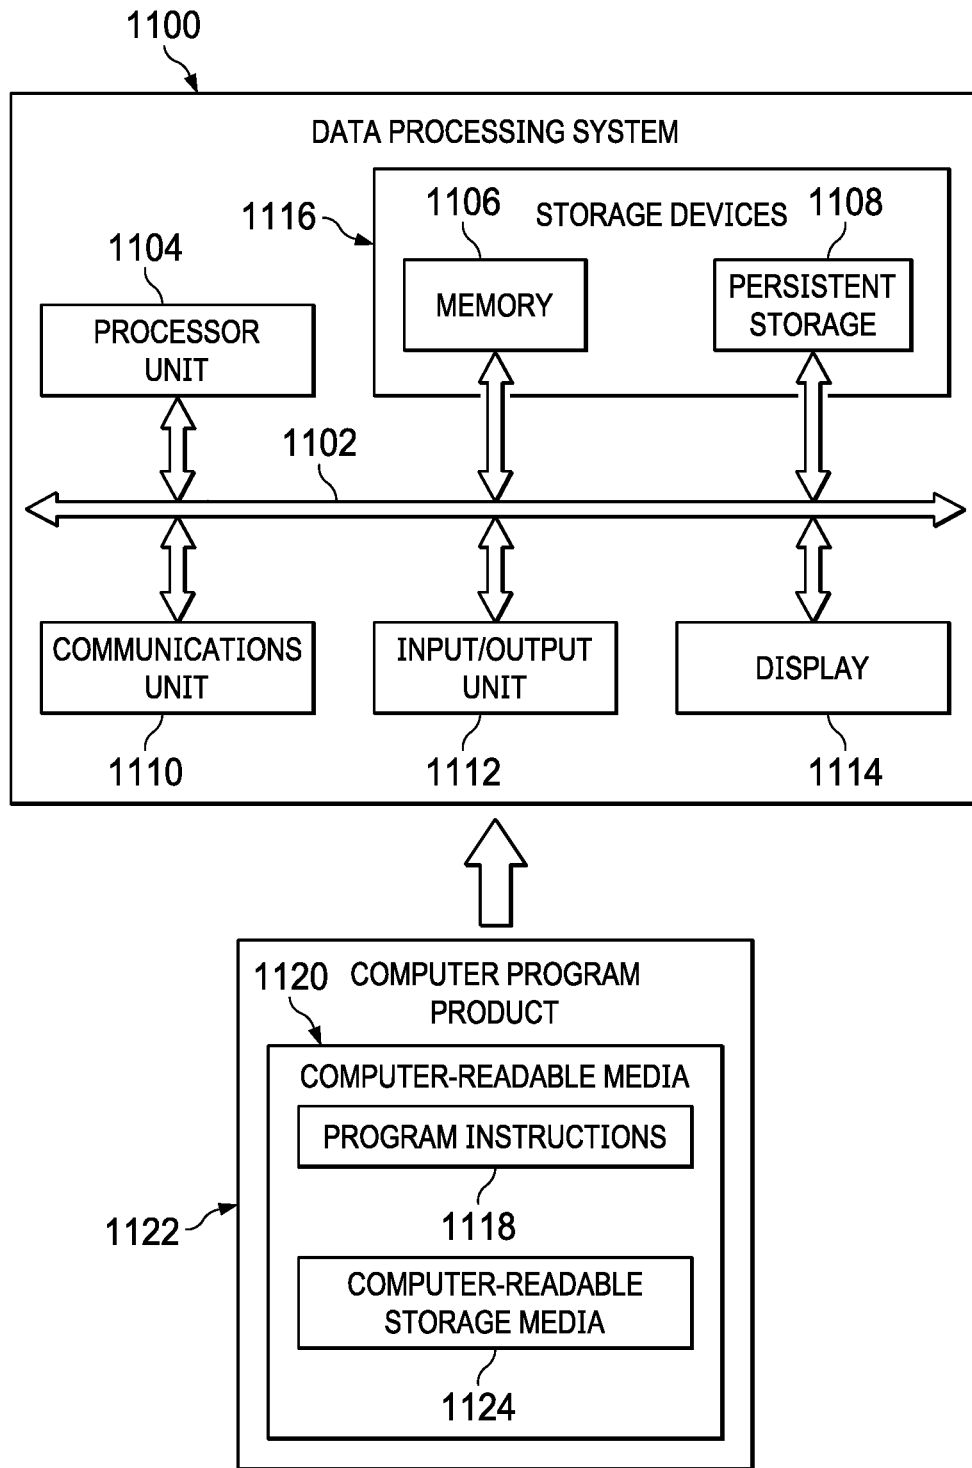 1100
DATA PROCESSING SYSTEM
1116
1106
STORAGE DEVICES
1108
1104
MEMORY
PERSISTENT
STORAGE
PROCESSOR
UNIT
1102
COMMUNICATIONS
UNIT
INPUT/OUTPUT
UNIT
DISPLAY
1110
1112
1114
COMPUTER PROGRAM
PRODUCT
1120
COMPUTER-READABLE MEDIA
PROGRAM INSTRUCTIONS
1118
1122
COMPUTER-READABLE
STORAGE MEDIA
1124